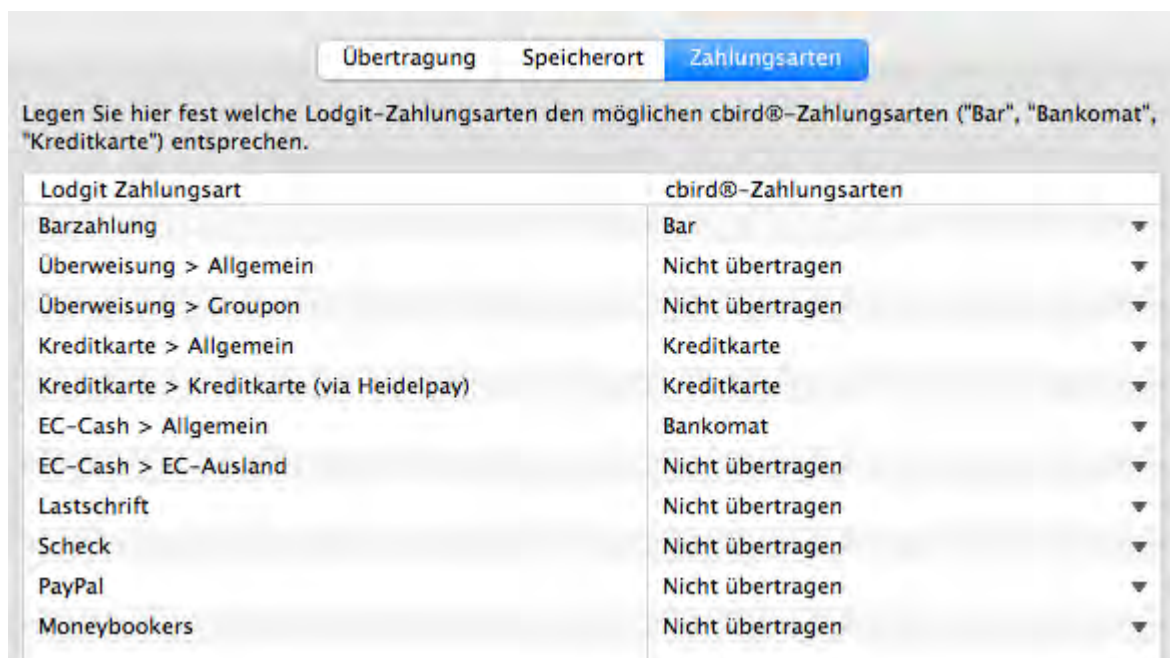 Übertragung Speicherort Zahlungsarten
Legen Sie hier fest welche Lodgit-Zahlungsarten den möglichen cbird®-Zahlungsarten ("Bar", "Bankomat",
"Kreditkarte") entsprechen.
Lodgit Zahlungsart cbird®-Zahlungsarten
Barzahlung Bar
Überweisung > Allgemein Nicht übertragen
Überweisung > Groupon Nicht übertragen
Kreditkarte > Allgemein Kreditkarte
Kreditkarte > Kreditkarte (via Heidelpay) Kreditkarte
EC-Cash > Allgemein Bankomat
EC-Cash > EC-Ausland Nicht übertragen
Lastschrift Nicht übertragen
Scheck Nicht übertragen
PayPal Nicht übertragen
Moneybookers Nicht übertragen